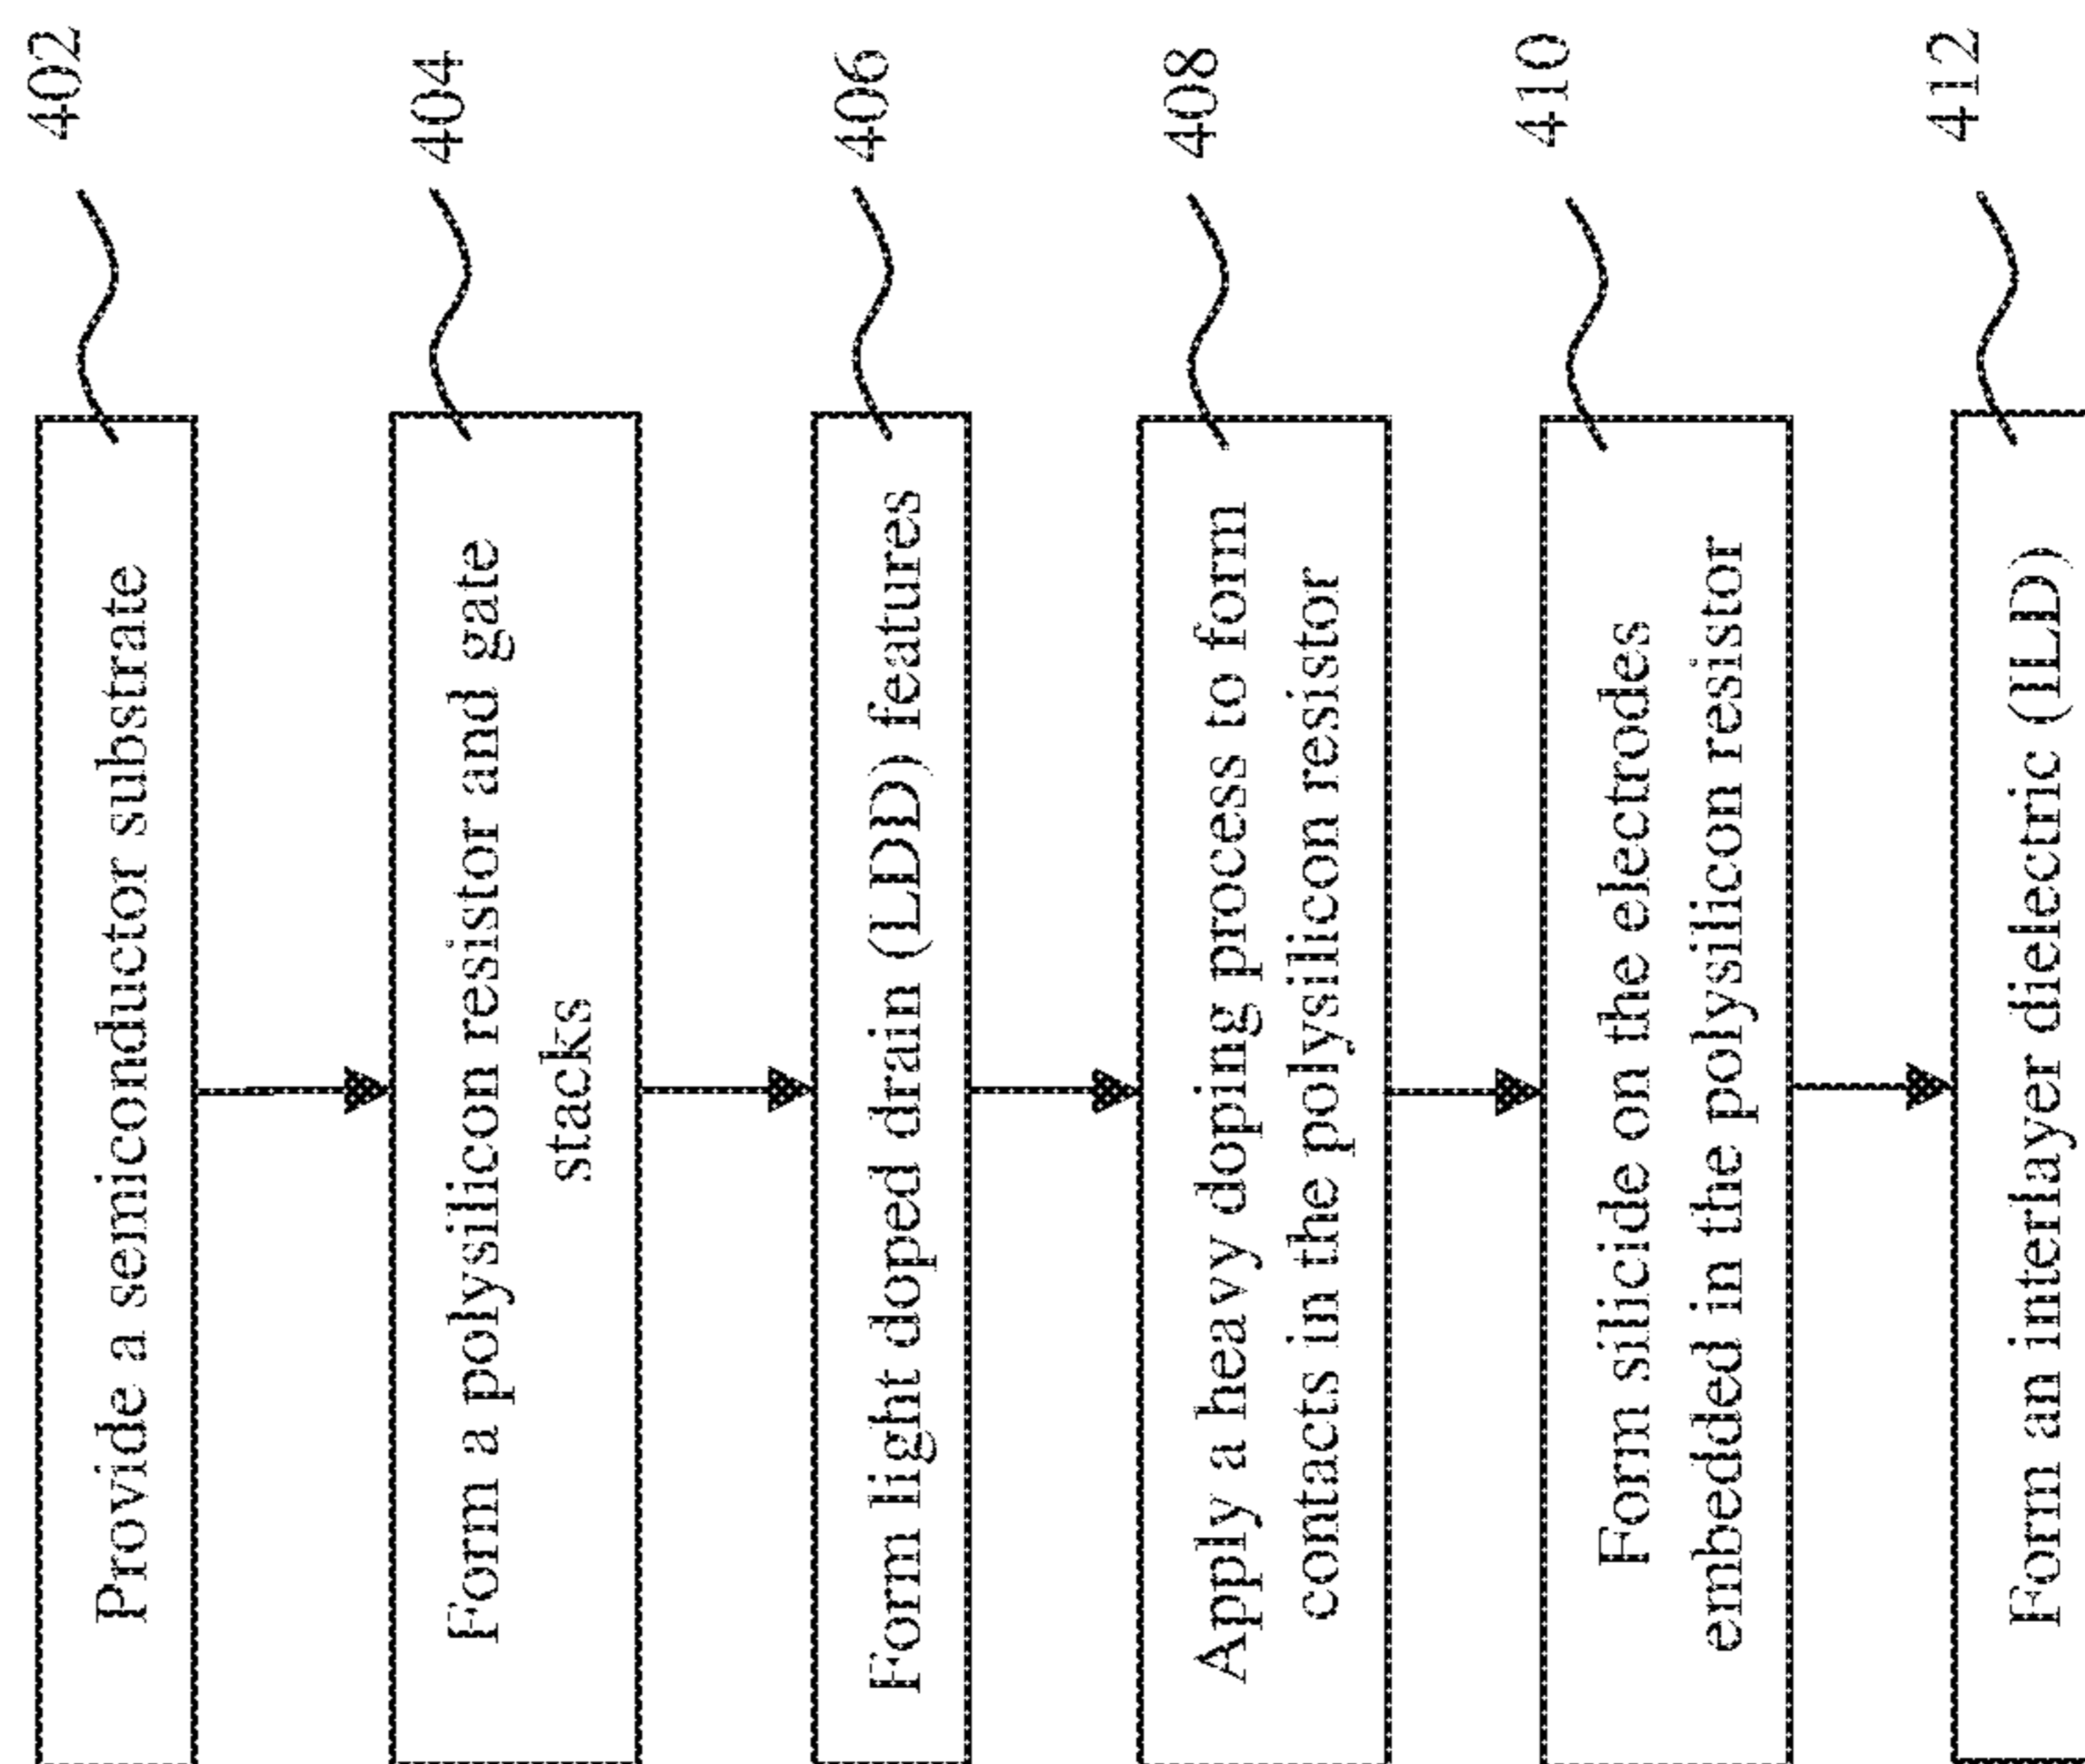 402
Provide a semiconductor substrate
404
Form a polysilicon resistor and gate
stacks
406
Form light doped drain (LDD) features
408
Apply a heavy doping process to form
contacts in the polysilicon resistor
410
Form silicide on the electrodes
embedded in the polysilicon resistor
412
Form an interlayer dielectric (ILD)